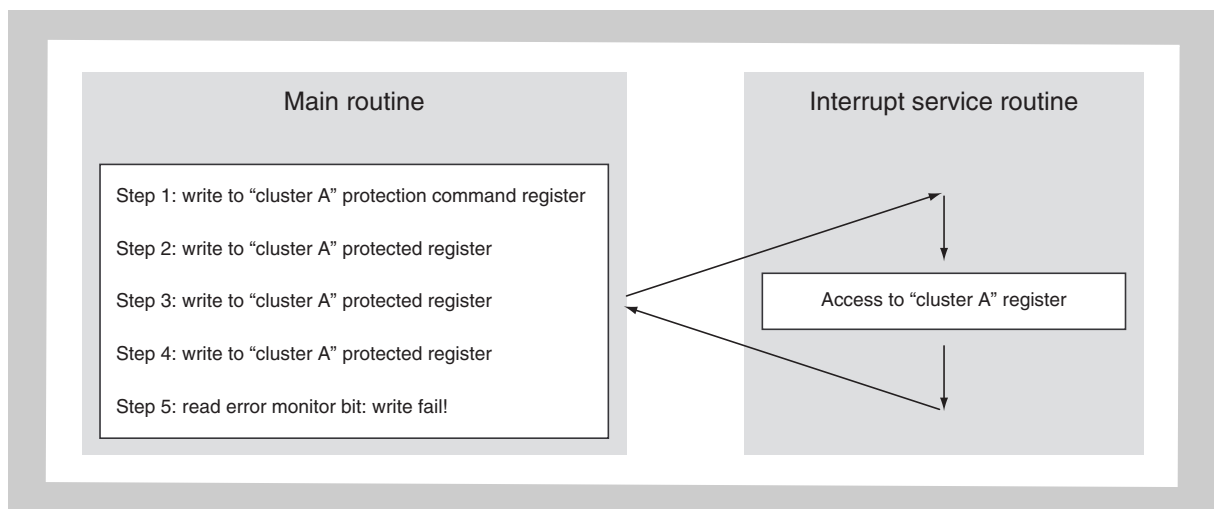 Main routine
Step 1: write to “cluster A” protection command register
Step 2: write to “cluster A” protected register
Step 3: write to “cluster A” protected register
Step 4: write to “cluster A” protected register
Step 5: read error monitor bit: write fail!
Interrupt service routine
Access to “cluster A” register